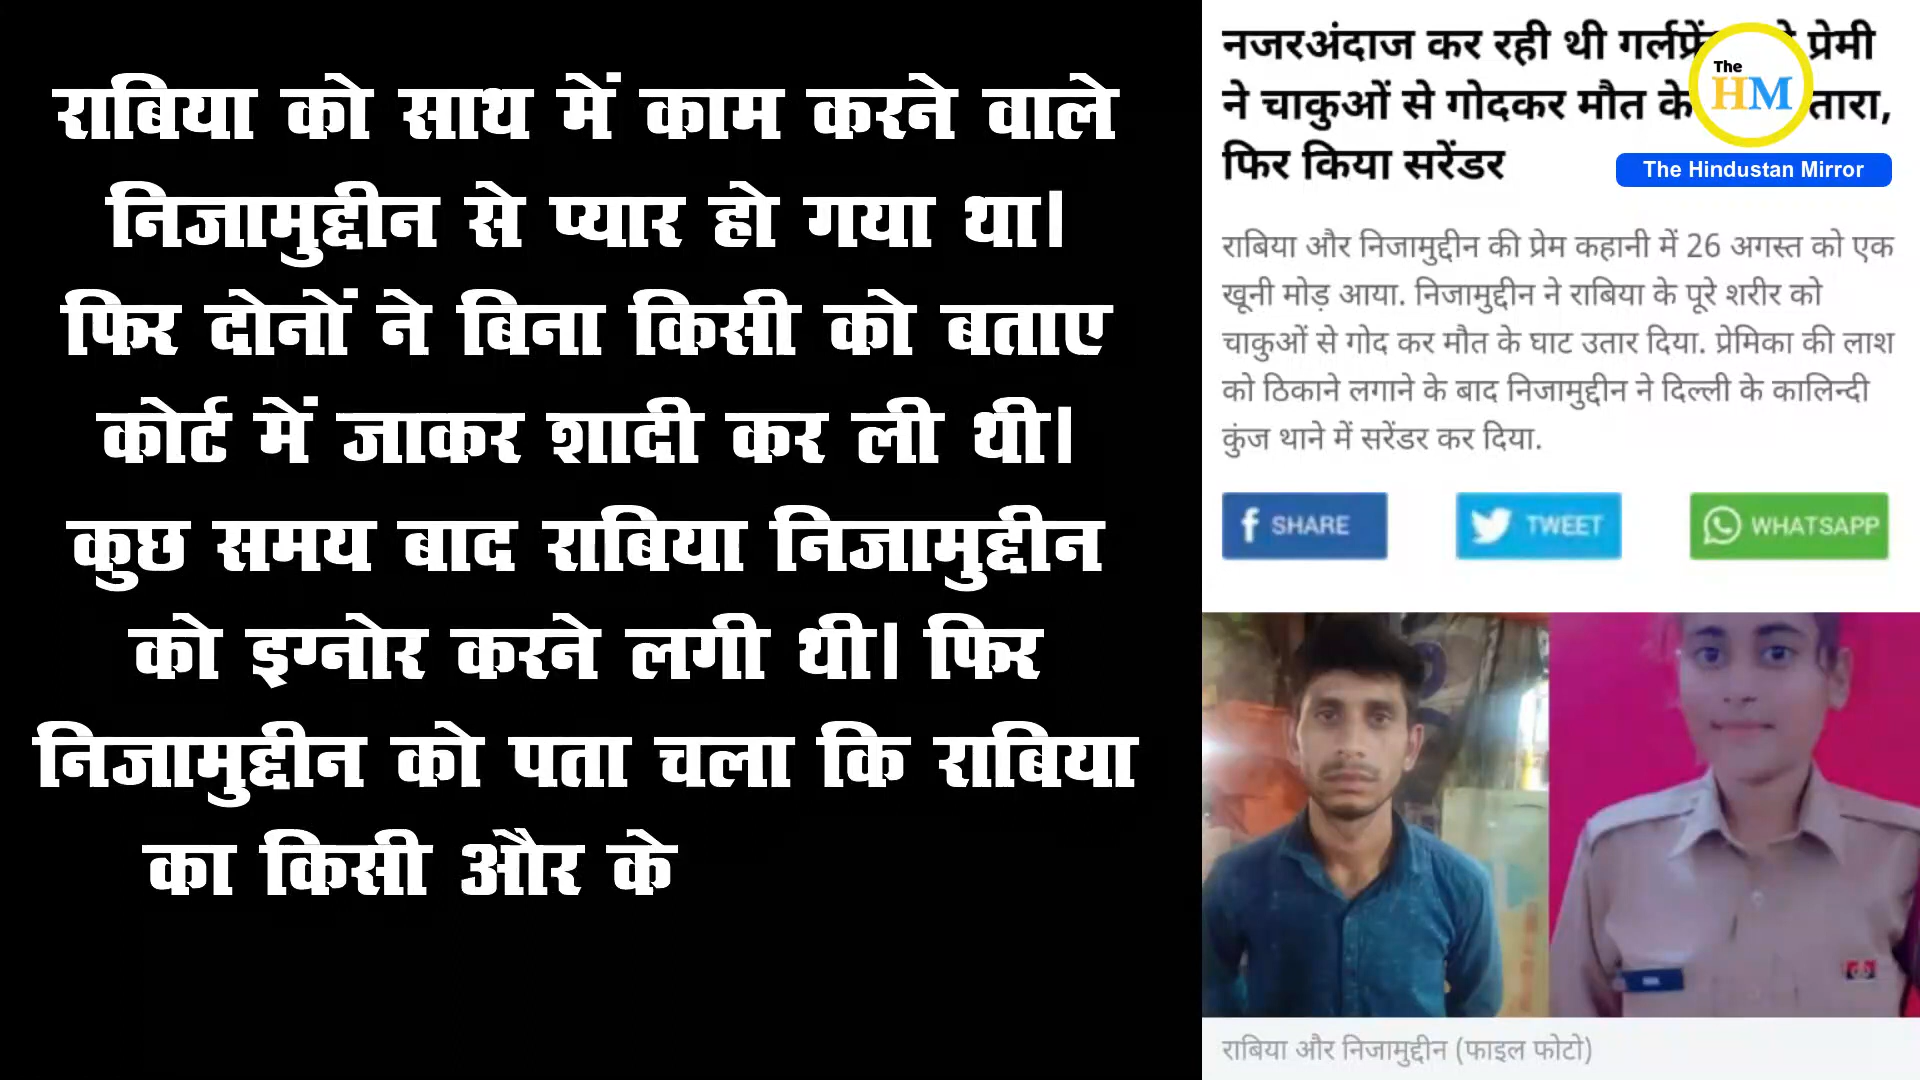 राबिया को साथ में काम करने वाले
निजामुद्दीन से प्यार हो गया था।
फिर दोनों ने बिना किसी को बताए
कोर्ट में जाकर शादी कर ली थी।
कुछ समय बाद राबिया निजामुद्दीन
को इग्नोर करने लगी थी। फिर
निजामुद्दीन को पता चला कि राबिया
का किसी और के
नजरअंदाज कर रही थी प्रेमी
ने चाकुओं से गोदकर मौत के
फिर किया सरेंडर
The
HM
The Hindustan Mirror
राबिया और निजामुद्दीन की प्रेम कहानी में 26 अगस्त को एक
खूनी मोड़ आया. निजामुद्दीन ने राबिया के पूरे शरीर को
चाकुओं से गोद कर मौत के घाट उतार दिया. प्रेमिका की लाश
को ठिकाने लगाने के बाद निजामुद्दीन ने दिल्ली के कालिन्दी
कुंज थाने में सरेंडर कर दिया.
SHARE
TWEET
WHATSAPP
राबिया और निजामुद्दीन (फाइल फोटो)